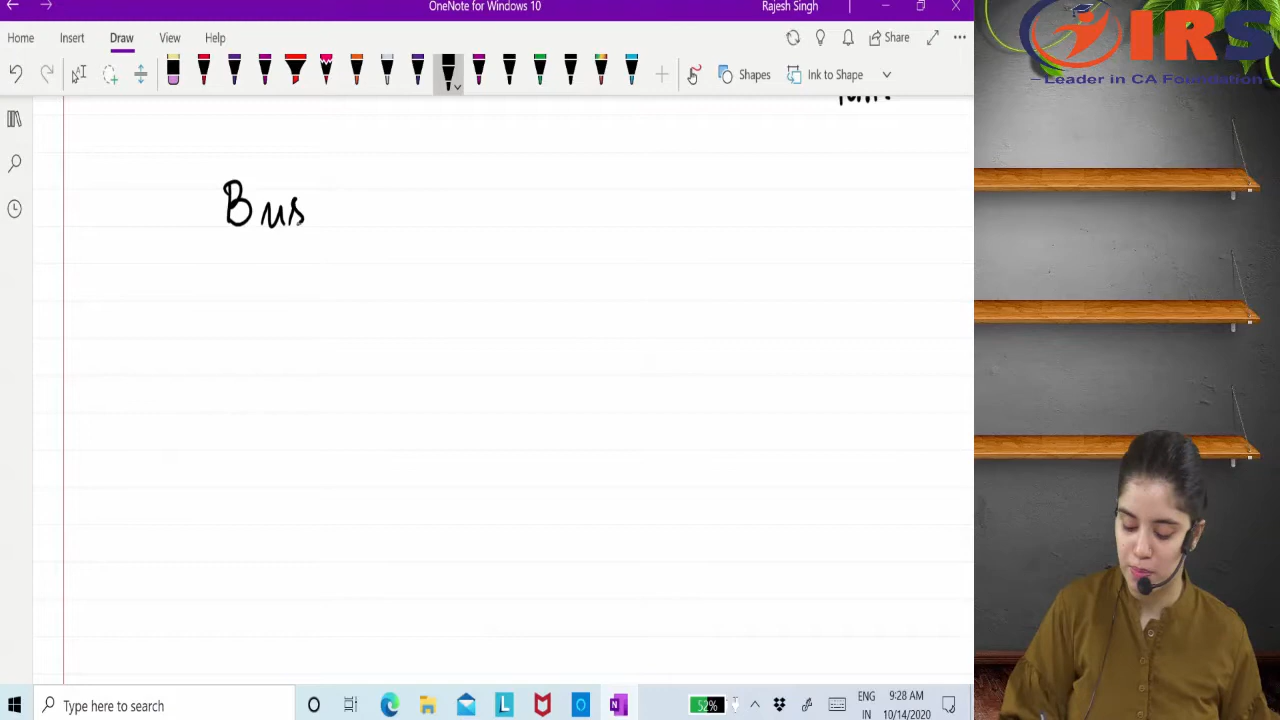 OneNote for Windows 10
Rajesh Singh
Home Insert Draw View Help
Share
Shapes
Ink to Shape
IRS
Leader in CA Foundation
Bus
Type here to search
52%
ENG
IN
9:28 AM
10/14/2020